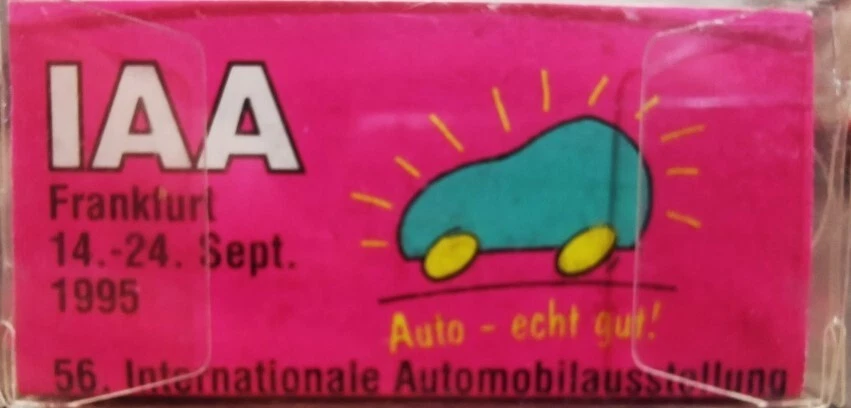 IAA
Frankfurt
14.-24. Sept.
1995
Auto - echt gut!
56. Internationale Automobilausstellung